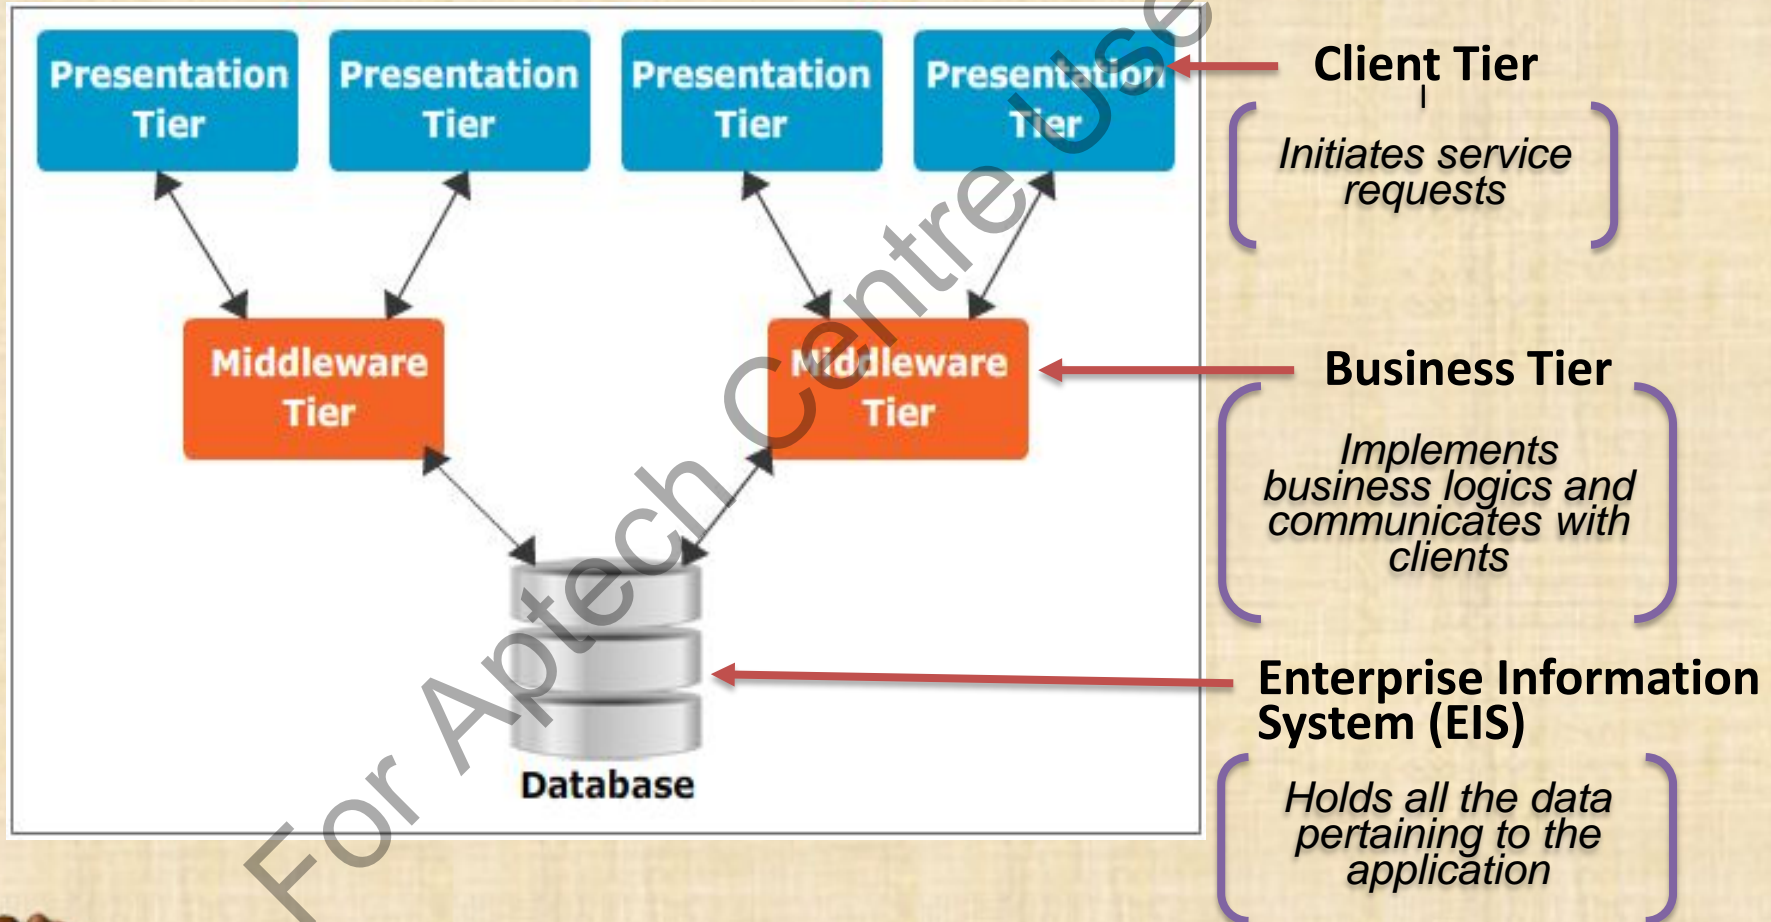 Presentation
Tier
Presentation
Tier
Presentation
Tier
Presentation
Tier
Client Tier
Initiates service
requests
Middleware
Tier
Middleware
Tier
Business Tier
Implements
business logics and
communicates with
clients
Database
Enterprise Information
System (EIS)
Holds all the data
pertaining to the
application
For Aptech Centre Use